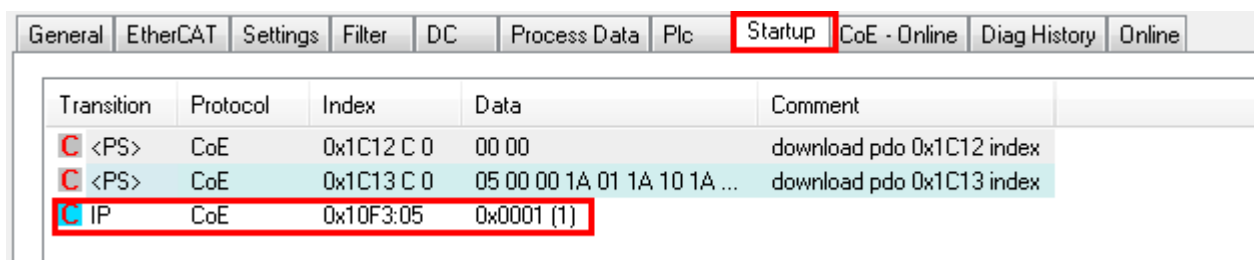 General EtherCAT Settings Filter DC Process Data Plc Startup CoE - Online Diag History Online
Transition Protocol Index Data Comment
C <PS> CoE 0x1C12 C 0 00 00 download pdo 0x1C12 index
C <PS> CoE 0x1C13 C 0 05 00 00 1A 01 1A 10 1A ... download pdo 0x1C13 index
C IP CoE 0x10F3:05 0x0001 (1)